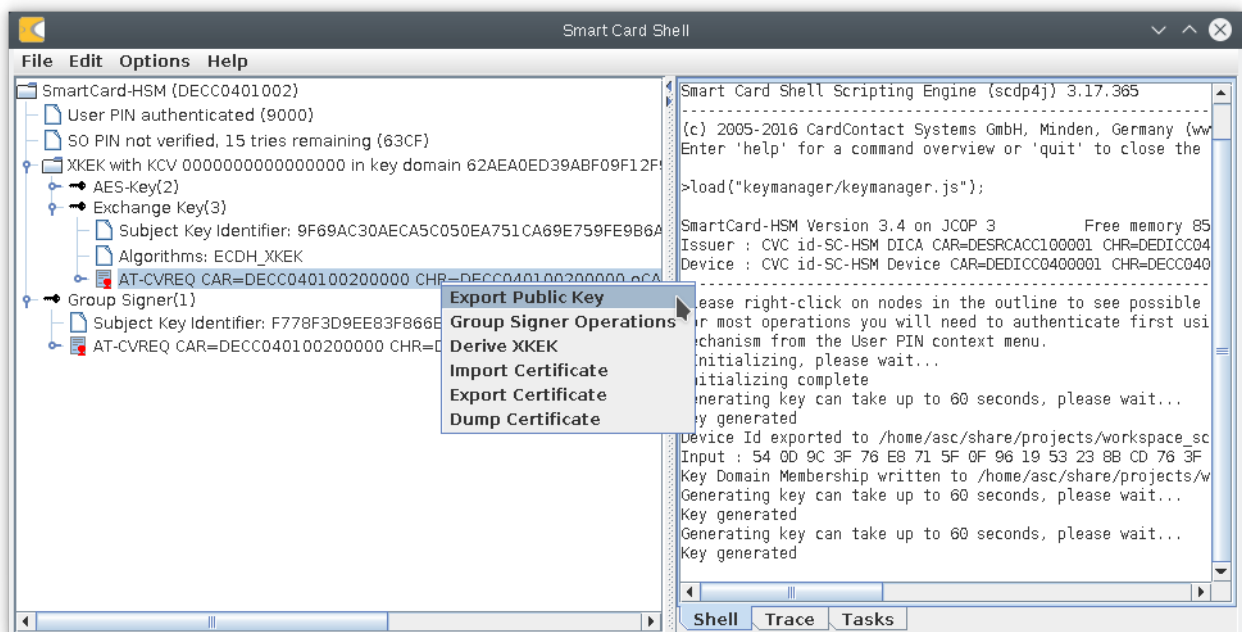 Smart Card Shell
File Edit Options Help
SmartCard-HSM (DECC0401002)
User PIN authenticated (9000)
SO PIN not verified, 15 tries remaining (63CF)
XKEK with KCV 0000000000000000 in key domain 62AEA0ED39ABF09F12F
AES-Key(2)
Exchange Key(3)
Subject Key Identifier: 9F69AC30AECA5C050EA751CA69E759FE9B6A
Algorithms: ECDH_XKEK
AT-CVREQ CAR=DECC040100200000 CHR=DECC040100200000 oCA
Group Signer(1)
Subject Key Identifier: F778F3D9EE83F866E
AT-CVREQ CAR=DECC040100200000 CHR=D
Export Public Key
Group Signer Operations
Derive XKEK
Import Certificate
Export Certificate
Dump Certificate
Smart Card Shell Scripting Engine (scdp4j) 3.17.365
---------------------------------------------------
(c) 2005-2016 CardContact Systems GmbH, Minden, Germany (ww
Enter 'help' for a command overview or 'quit' to close the
>load("keymanager/keymanager.js");
SmartCard-HSM Version 3.4 on JCOP 3 Free memory 85
Issuer : CVC id-SC-HSM DICA CAR=DESRCACC100001 CHR=DEDICC04
Device : CVC id-SC-HSM Device CAR=DEDICC0400001 CHR=DECC040
---------------------------------------------------
lease right-click on nodes in the outline to see possible
r most operations you will need to authenticate first usi
echanism from the User PIN context menu.
Initializing, please wait...
nitializing complete
enerating key can take up to 60 seconds, please wait...
ey generated
Device Id exported to /home/asc/share/projects/workspace_sc
Input : 54 0D 9C 3F 76 E8 71 5F 0F 96 19 53 23 8B CD 76 3F
Key Domain Membership written to /home/asc/share/projects/w
Generating key can take up to 60 seconds, please wait...
Key generated
Generating key can take up to 60 seconds, please wait...
Key generated
Shell Trace Tasks